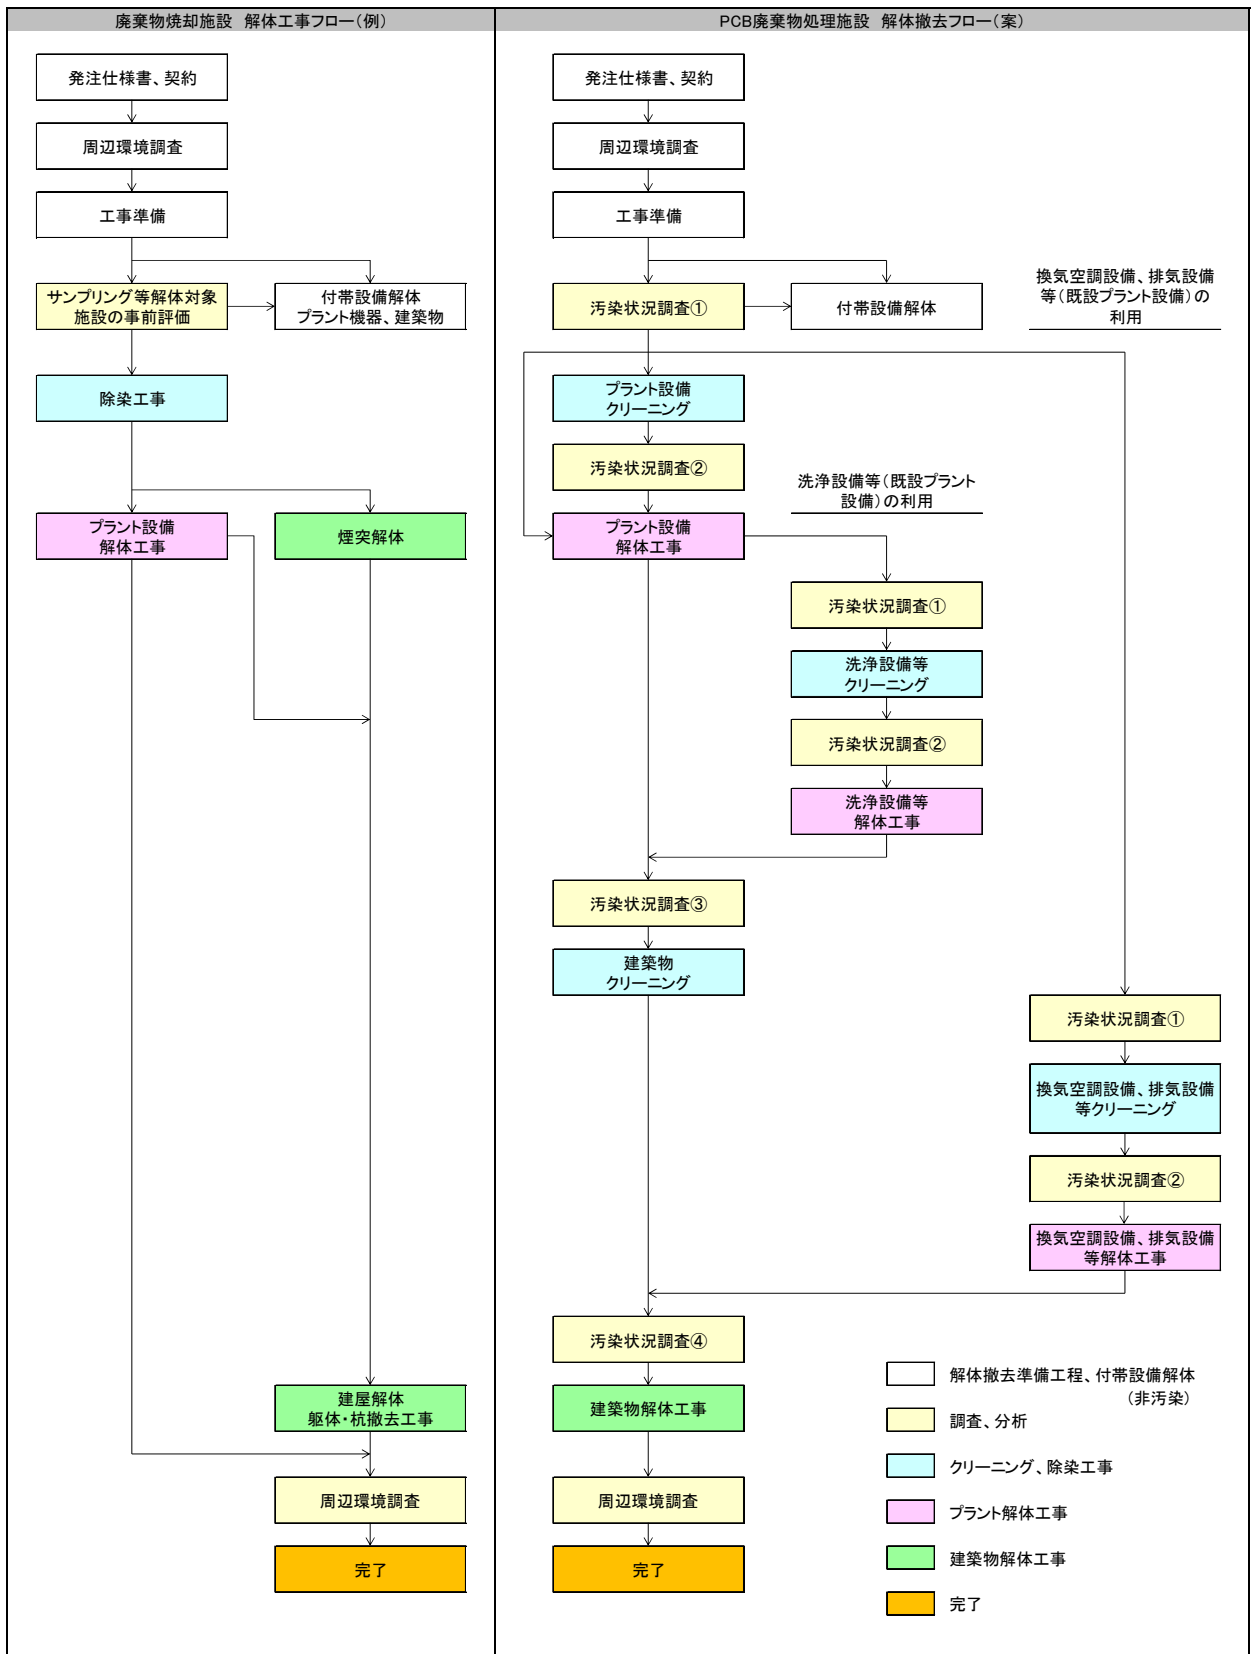 廃棄物焼却施設 解体工事フロー(例)
発注仕様書、契約
周辺環境調査
工事準備
サンプリング等解体対象
施設の事前評価
付帯設備解体
プラント機器、建築物
除染工事
プラント設備
解体工事
煙突解体
建屋解体
躯体・杭撤去工事
周辺環境調査
完了
PCB廃棄物処理施設 解体撤去フロー(案)
発注仕様書、契約
周辺環境調査
工事準備
汚染状況調査①
付帯設備解体
換気空調設備、排気設備
等(既設プラント設備)の
利用
プラント設備
クリーニング
汚染状況調査②
洗浄設備等(既設プラント
設備)の利用
プラント設備
解体工事
汚染状況調査①
洗浄設備等
クリーニング
汚染状況調査②
洗浄設備等
解体工事
汚染状況調査③
建築物
クリーニング
汚染状況調査①
換気空調設備、排気設備
等クリーニング
汚染状況調査②
換気空調設備、排気設備
等解体工事
汚染状況調査④
建築物解体工事
周辺環境調査
完了
解体撤去準備工程、付帯設備解体
(非汚染)
調査、分析
クリーニング、除染工事
プラント解体工事
建築物解体工事
完了